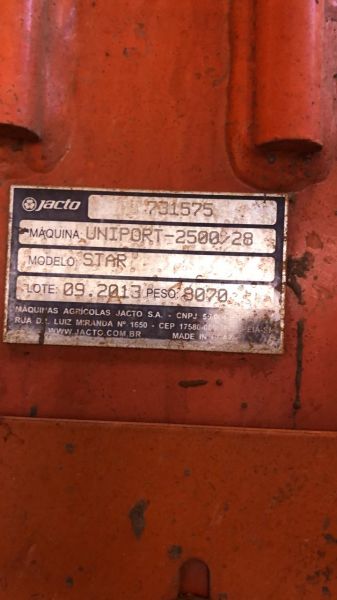 Jacto 731575
MÁQUINA: UNIPORT-2500/28
MODELO: STAR
LOTE: 09.2013 PESO: 8070
MÁQUINAS AGRÍCOLAS JACTO S.A. - CNPJ
RUA DR. LUIZ MIRANDA Nº 1650 - CEP
WWW.JACTO.COM.BR MADE IN